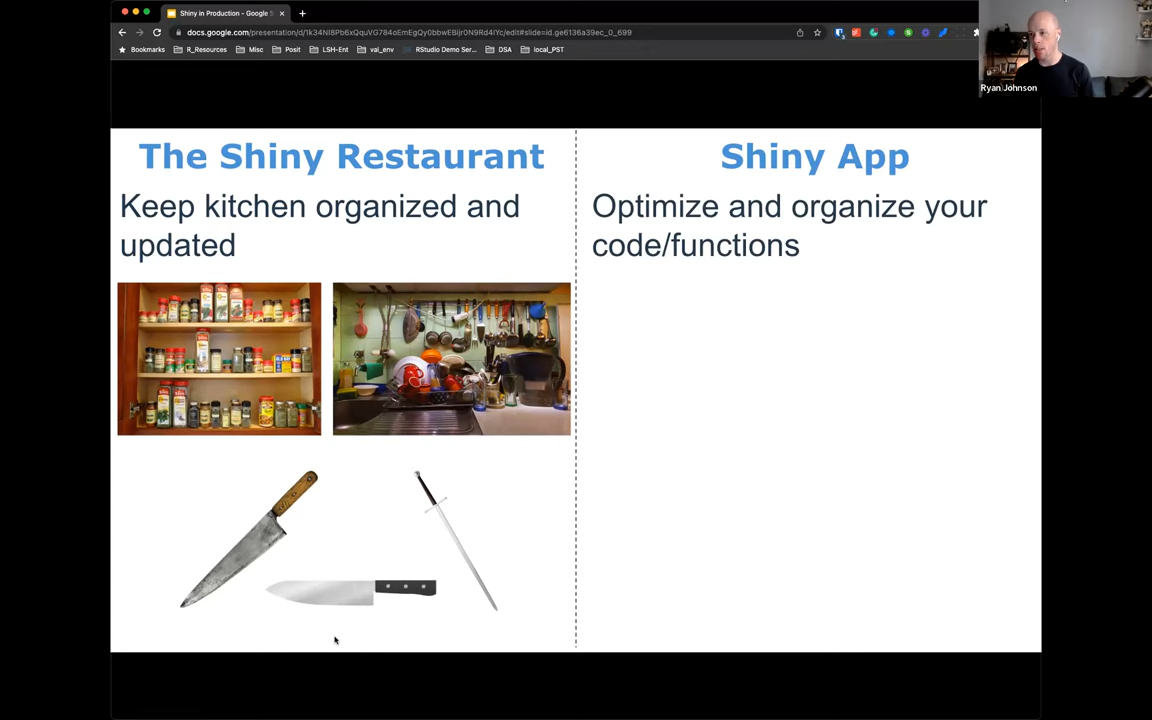 Shiny in Production - Google S
docs.google.com/presentation/d/1k34NI8Pb6xQquVG784oEmEgQy0bbwEBijr0N9Rd4lYc/edit#slide=id.ge6136a39ec_0_699
Bookmarks
R_Resources
Misc
Posit
LSH-Ent
val_env
RStudio Demo Ser...
DSA
local_PST
Ryan Johnson
The Shiny Restaurant
Keep kitchen organized and
updated
Shiny App
Optimize and organize your
code/functions